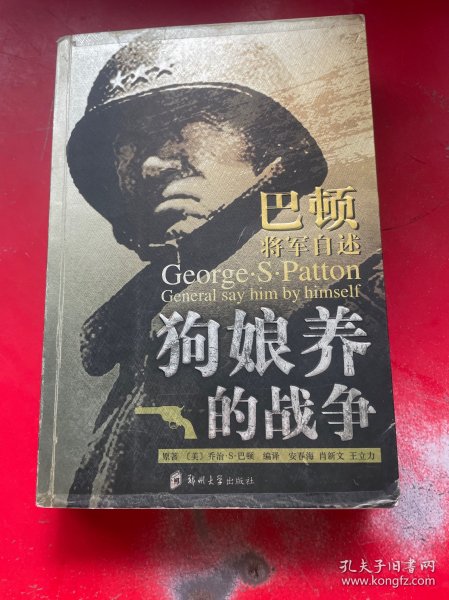 巴顿
将军自述
George·S·Patton
General say him by himself
狗娘养
的战争
原著 〔美〕乔治·S·巴顿 编译 安春海 肖新文 王立力
郑州大学出版社
孔夫子旧书网
www.kongfz.com